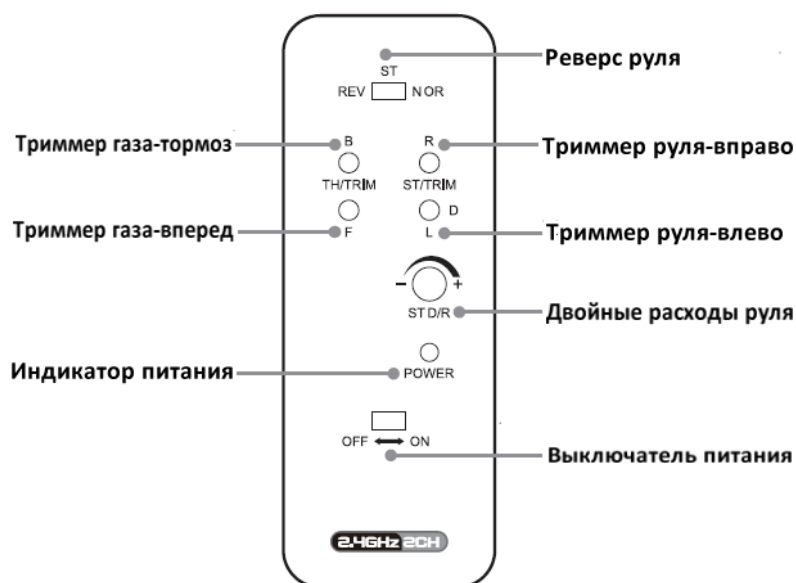 Реверс руля
ST
REV NOR
Триммер газа-тормоз
B
R
Триммер руля-вправо
TH/TRIM
ST/TRIM
D
Триммер газа-вперед
F
L
Триммер руля-влево
– +
ST D/R
Двойные расходы руля
Индикатор питания
POWER
OFF ON
Выключатель питания
2.4GHz 2CH